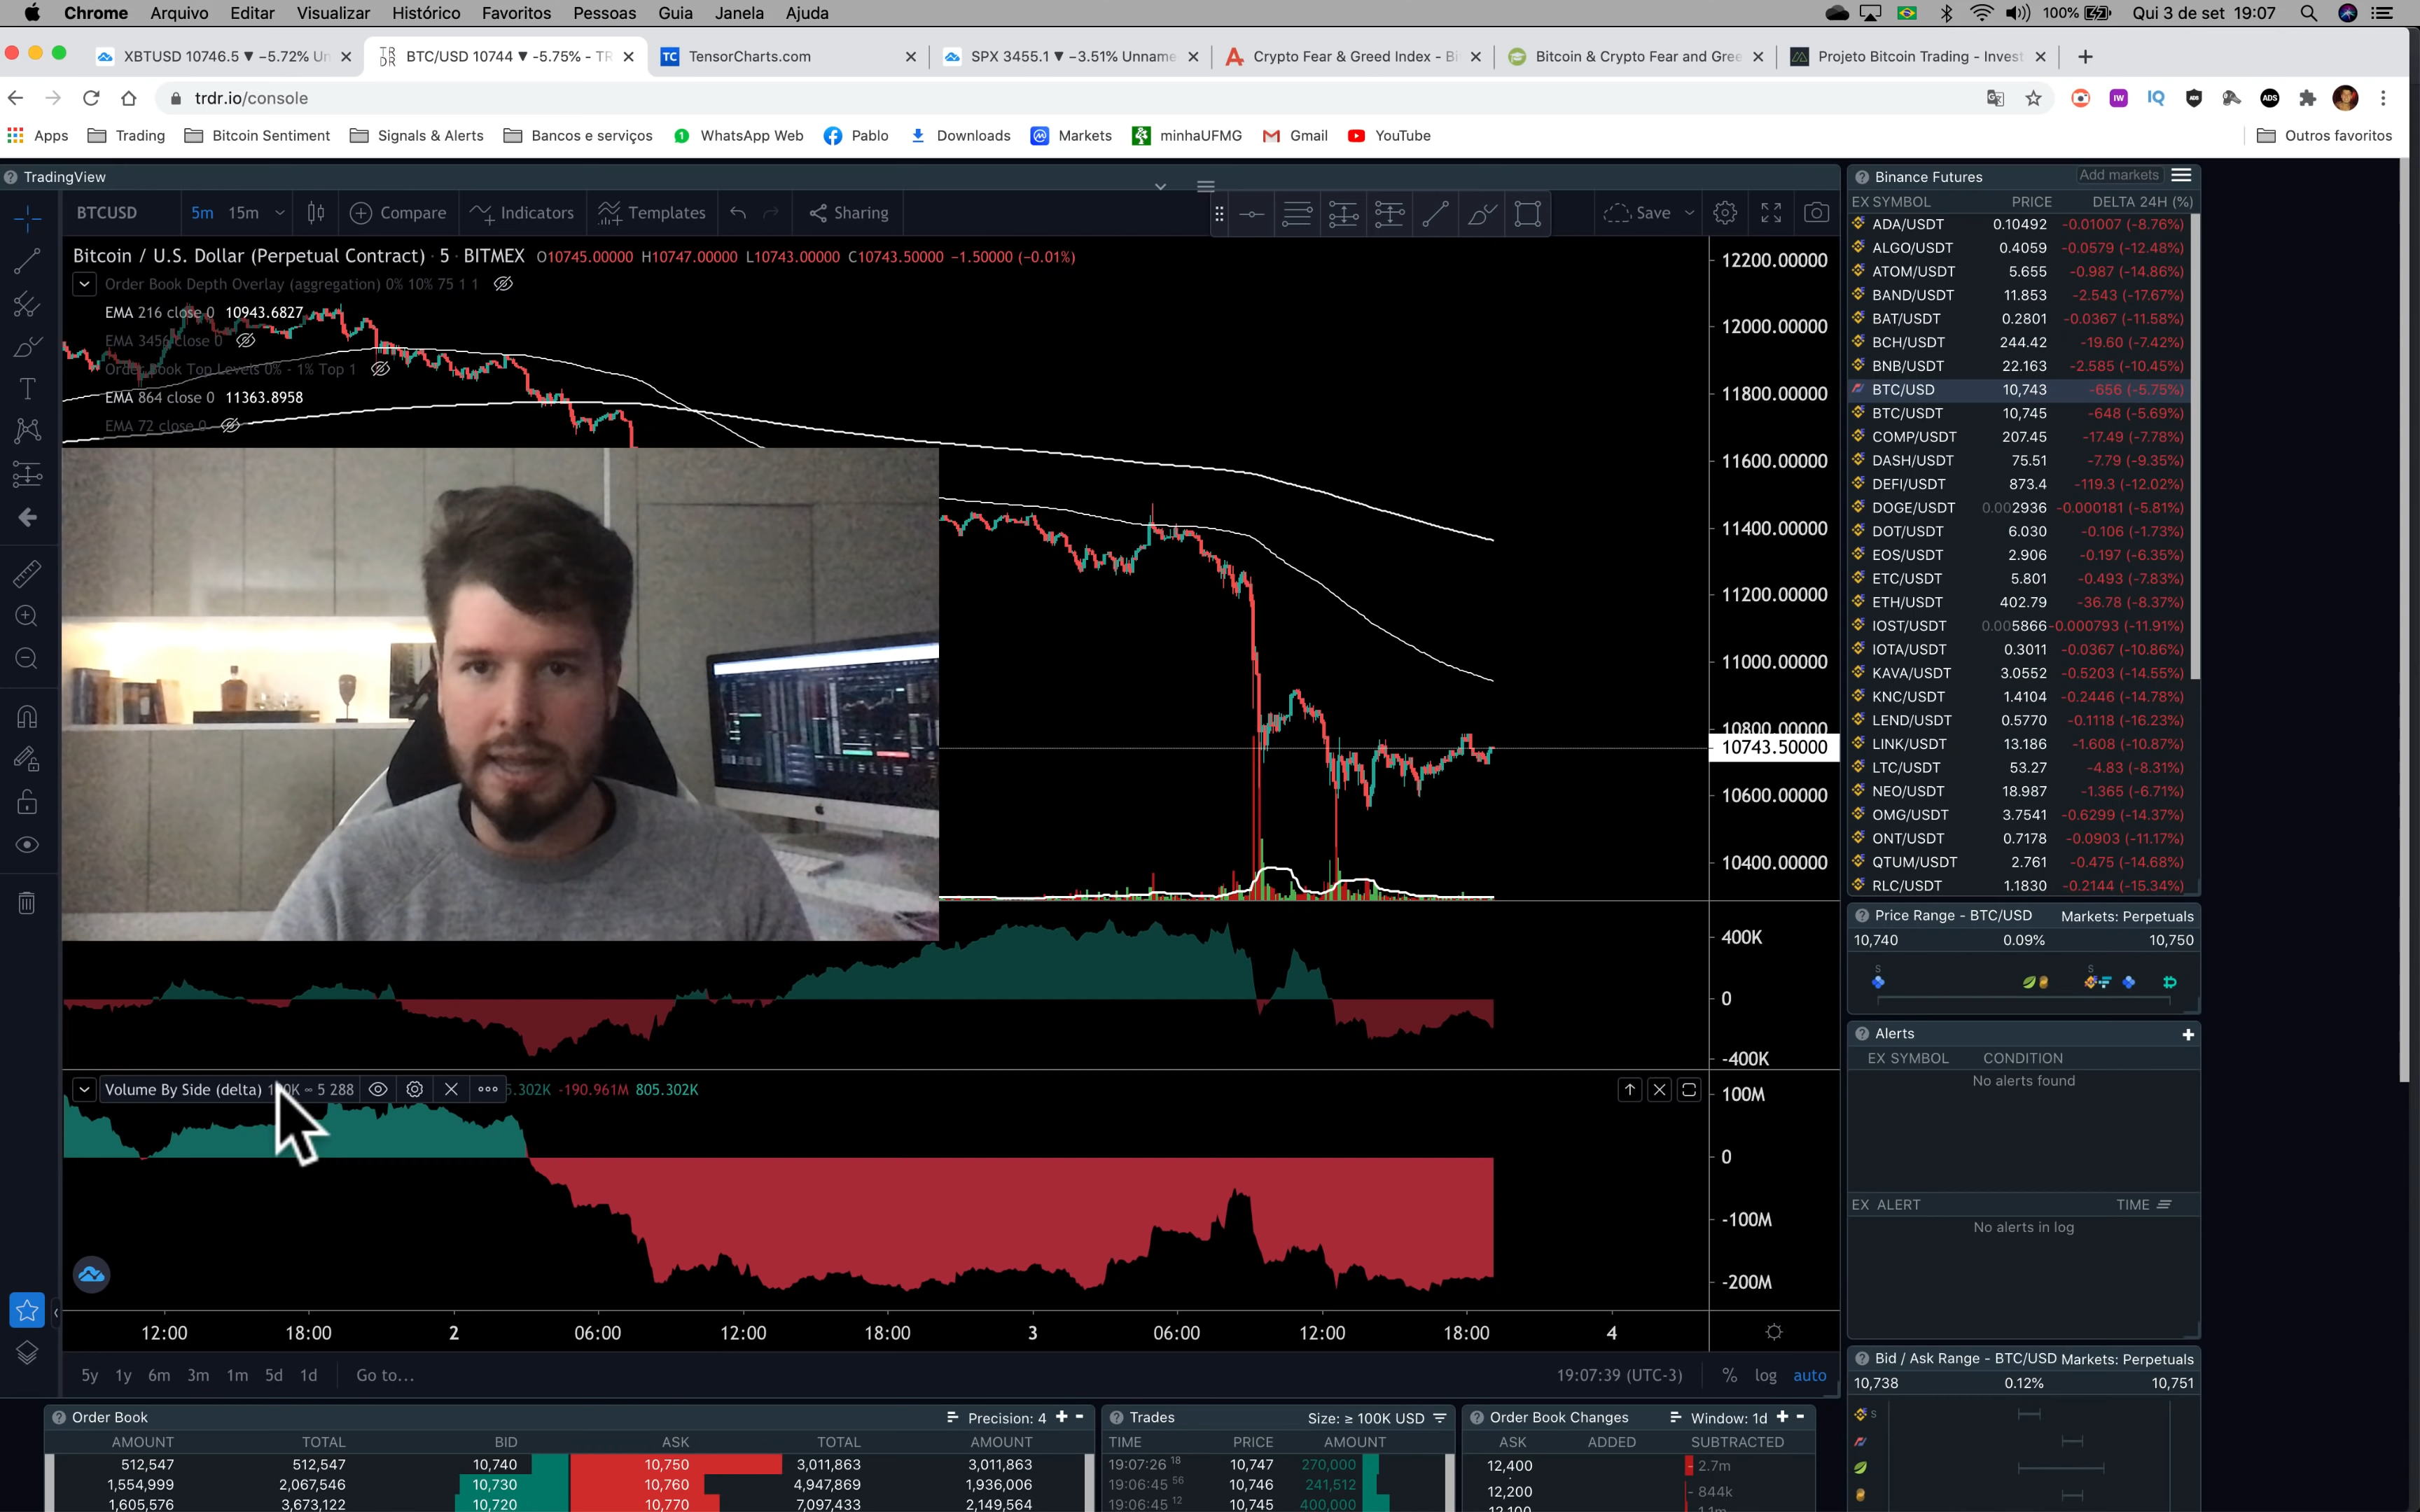 Chrome Arquivo Editar Visualizar Histórico Favoritos Pessoas Guia Janela Ajuda 100% Qui 3 de set 19:07
XBTUSD 10746.5 ▼ −5.72% Un BTC/USD 10744 ▼ -5.75% - TR TensorCharts.com SPX 3455.1 ▼ −3.51% Unname Crypto Fear & Greed Index - Bi Bitcoin & Crypto Fear and Gree Projeto Bitcoin Trading - Invest
trdr.io/console
Apps Trading Bitcoin Sentiment Signals & Alerts Bancos e serviços WhatsApp Web Pablo Downloads Markets minhaUFMG Gmail YouTube Outros favoritos
TradingView
BTCUSD 5m 15m Compare Indicators Templates Sharing Save
Bitcoin / U.S. Dollar (Perpetual Contract) · 5 · BITMEX O10745.00000 H10747.00000 L10743.00000 C10743.50000 −1.50000 (−0.01%)
Order Book Depth Overlay (aggregation) 0% 10% 75 1 1
EMA 216 close 0 10943.6827
EMA 3456 close 0
Order Book Top Levels 0% - 1% Top 1
EMA 864 close 0 11363.8958
EMA 72 close 0
12200.00000
12000.00000
11800.00000
11600.00000
11400.00000
11200.00000
11000.00000
10800.00000
10743.50000
10600.00000
10400.00000
400K
0
-400K
Volume By Side (delta) 5 288 -190.961M 805.302K
100M
0
-100M
-200M
12:00 18:00 2 06:00 12:00 18:00 3 06:00 12:00 18:00 4
5y 1y 6m 3m 1m 5d 1d Go to... 19:07:39 (UTC-3) % log auto
Binance Futures Add markets
EX SYMBOL PRICE DELTA 24H (%)
ADA/USDT 0.10492 -0.01007 (-8.76%)
ALGO/USDT 0.4059 -0.0579 (-12.48%)
ATOM/USDT 5.655 -0.987 (-14.86%)
BAND/USDT 11.853 -2.543 (-17.67%)
BAT/USDT 0.2801 -0.0367 (-11.58%)
BCH/USDT 244.42 -19.60 (-7.42%)
BNB/USDT 22.163 -2.585 (-10.45%)
BTC/USD 10,743 -656 (-5.75%)
BTC/USDT 10,745 -648 (-5.69%)
COMP/USDT 207.45 -17.49 (-7.78%)
DASH/USDT 75.51 -7.79 (-9.35%)
DEFI/USDT 873.4 -119.3 (-12.02%)
DOGE/USDT 0.002936 -0.000181 (-5.81%)
DOT/USDT 6.030 -0.106 (-1.73%)
EOS/USDT 2.906 -0.197 (-6.35%)
ETC/USDT 5.801 -0.493 (-7.83%)
ETH/USDT 402.79 -36.78 (-8.37%)
IOST/USDT 0.005866 -0.000793 (-11.91%)
IOTA/USDT 0.3011 -0.0367 (-10.86%)
KAVA/USDT 3.0552 -0.5203 (-14.55%)
KNC/USDT 1.4104 -0.2446 (-14.78%)
LEND/USDT 0.5770 -0.1118 (-16.23%)
LINK/USDT 13.186 -1.608 (-10.87%)
LTC/USDT 53.27 -4.83 (-8.31%)
NEO/USDT 18.987 -1.365 (-6.71%)
OMG/USDT 3.7541 -0.6299 (-14.37%)
ONT/USDT 0.7178 -0.0903 (-11.17%)
QTUM/USDT 2.761 -0.475 (-14.68%)
RLC/USDT 1.1830 -0.2144 (-15.34%)
Price Range - BTC/USD Markets: Perpetuals
10,740 0.09% 10,750
S S
Alerts
EX SYMBOL CONDITION
No alerts found
EX ALERT TIME
No alerts in log
Bid / Ask Range - BTC/USD Markets: Perpetuals
10,738 0.12% 10,751
S
Order Book Precision: 4
AMOUNT TOTAL BID ASK TOTAL AMOUNT
512,547 512,547 10,740 10,750 3,011,863 3,011,863
1,554,999 2,067,546 10,730 10,760 4,947,869 1,936,006
1,605,576 3,673,122 10,720 10,770 7,097,433 2,149,564
Trades Size: ≥ 100K USD
TIME PRICE AMOUNT
19:07:26 18 10,747 270,000
19:06:45 56 10,746 241,512
19:06:45 12 10,745 400,000
Order Book Changes Window: 1d
ASK ADDED SUBTRACTED
12,400 - 2.7m
12,200 - 844k